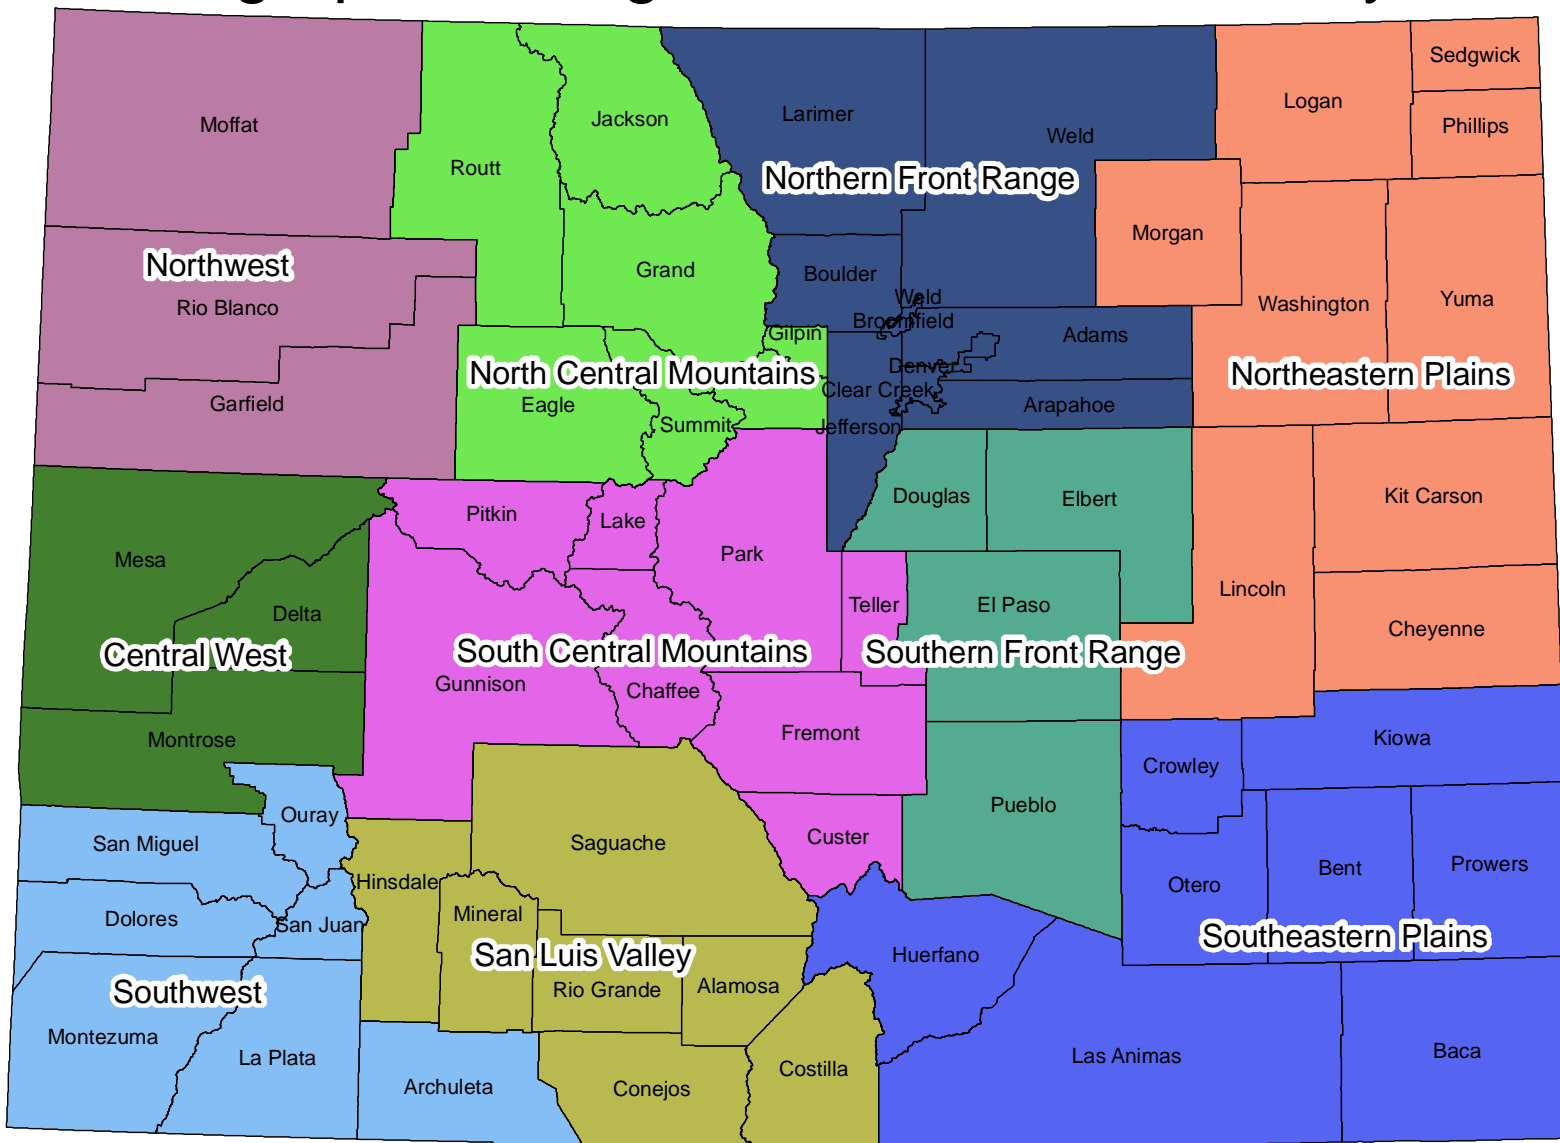 Sedgwick
Logan
Larimer
Jackson
Moffat
Phillips
Weld
Routt
Northern Front Range
Morgan
Northwest
Grand
Boulder
Weld
Yuma
Washington
Rio Blanco
Broomfield
Gilpin
Adams
Denver
North Central Mountains
Northeastern Plains
Clear Creek
Garfield
Eagle
Arapahoe
Summit
Jefferson
Douglas
Elbert
Kit Carson
Pitkin
Lake
Park
Mesa
Lincoln
Teller
El Paso
Delta
Cheyenne
Central West
South Central Mountains
Southern Front Range
Gunnison
Chaffee
Fremont
Montrose
Kiowa
Crowley
Pueblo
Ouray
Custer
San Miguel
Saguache
Prowers
Bent
Hinsdale
Otero
Mineral
Dolores
San Juan
Southeastern Plains
San Luis Valley
Huerfano
Alamosa
Rio Grande
Southwest
Montezuma
La Plata
Las Animas
Baca
Costilla
Archuleta
Conejos